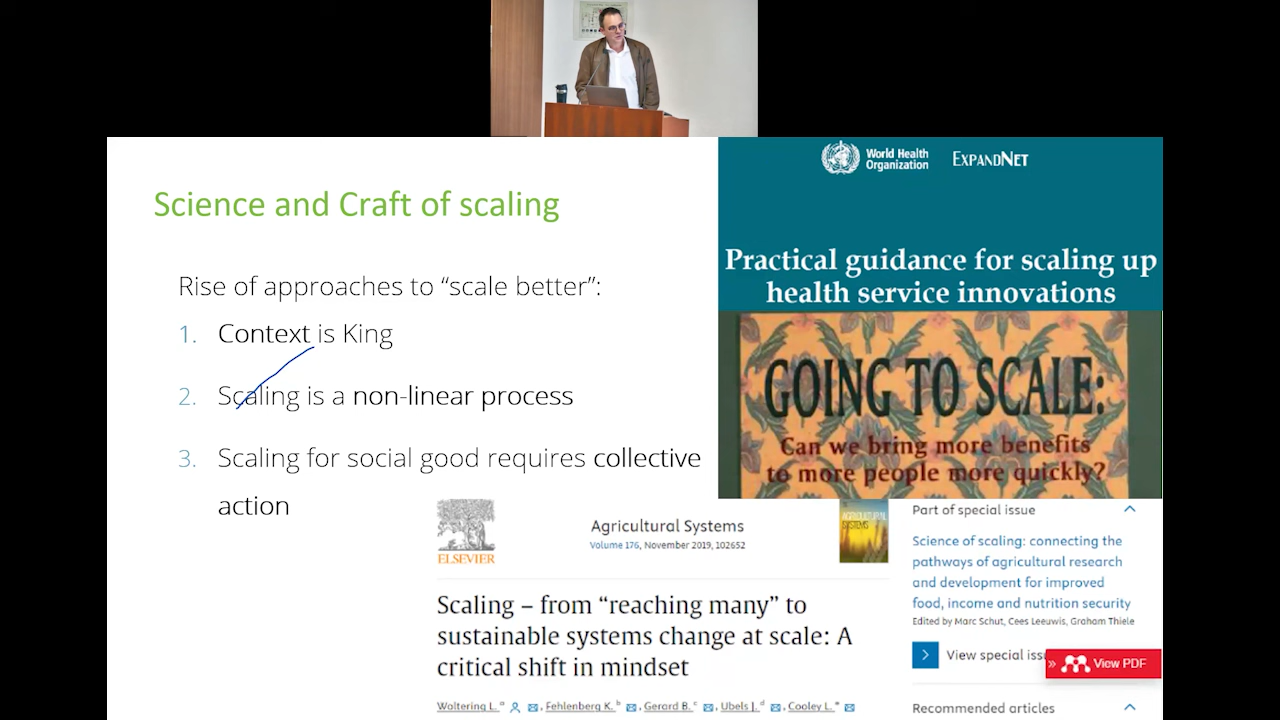 Science and Craft of scaling
Rise of approaches to “scale better”:
1. Context is King
2. Scaling is a non-linear process
3. Scaling for social good requires collective
action
World Health
Organization
EXPANDNET
Practical guidance for scaling up
health service innovations
GOING TO SCALE:
Can we bring more benefits
to more people more quickly?
ELSEVIER
Agricultural Systems
Volume 176, November 2019, 102652
AGRICULTURAL
SYSTEMS
Scaling – from “reaching many” to
sustainable systems change at scale: A
critical shift in mindset
Woltering L. a, Fehlenberg K. b, Gerard B. c, Ubels J. d, Cooley L. e
Part of special issue
Science of scaling: connecting the
pathways of agricultural research
and development for improved
food, income and nutrition security
Edited by Marc Schut, Cees Leeuwis, Graham Thiele
View special iss
View PDF
Recommended articles